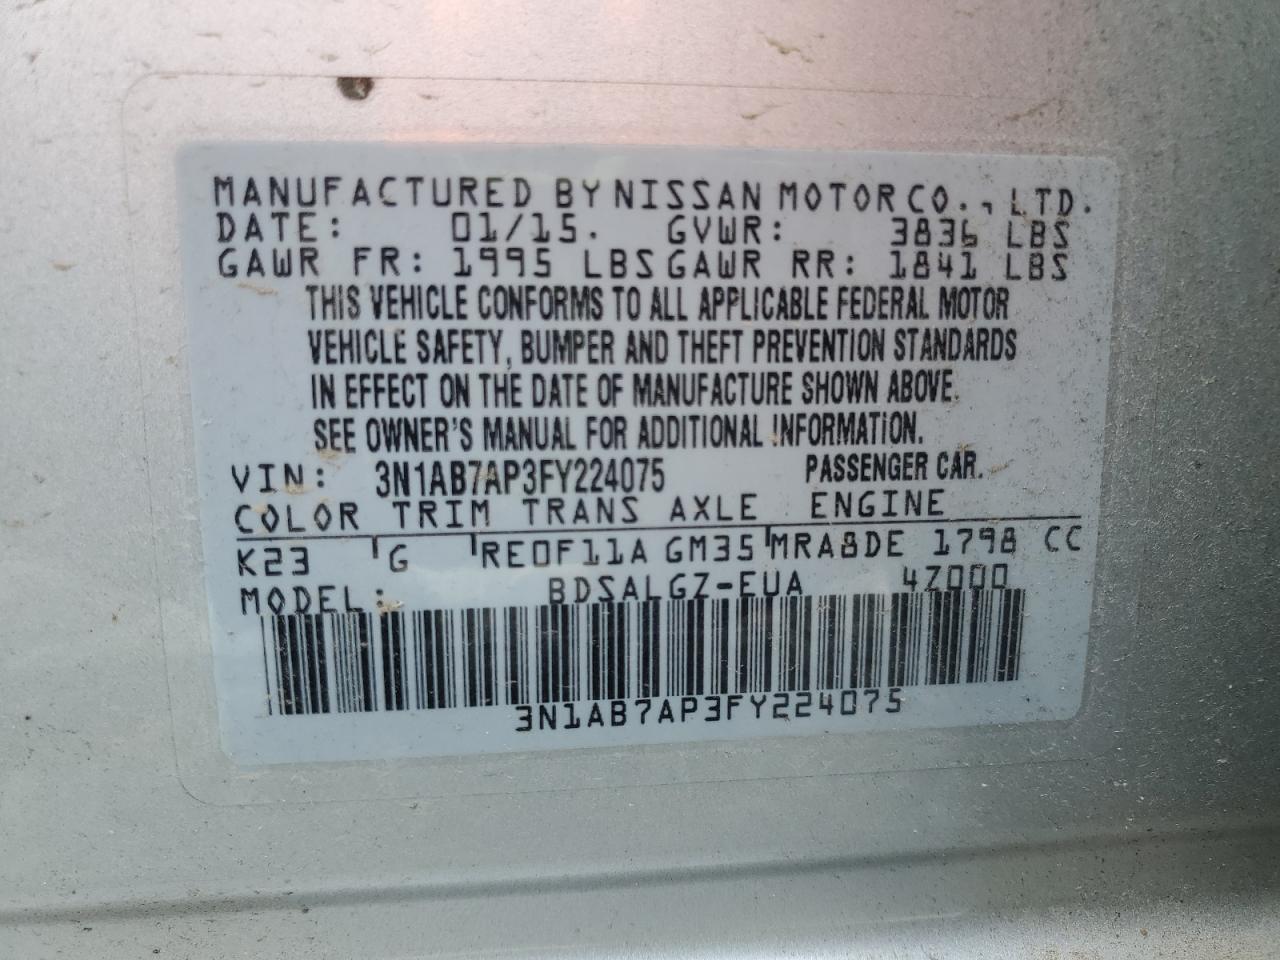 MANUFACTURED BY NISSAN MOTOR CO., LTD.
DATE: 01/15. GVWR: 3836 LBS
GAWR FR: 1995 LBS GAWR RR: 1841 LBS
THIS VEHICLE CONFORMS TO ALL APPLICABLE FEDERAL MOTOR
VEHICLE SAFETY, BUMPER AND THEFT PREVENTION STANDARDS
IN EFFECT ON THE DATE OF MANUFACTURE SHOWN ABOVE.
SEE OWNER'S MANUAL FOR ADDITIONAL INFORMATION.
VIN: 3N1AB7AP3FY224075 PASSENGER CAR.
COLOR TRIM TRANS AXLE ENGINE
K23 G RE0F11A GM35 MRA8DE 1798 CC
MODEL: BDSALGZ-EUA 4Z000
3N1AB7AP3FY224075